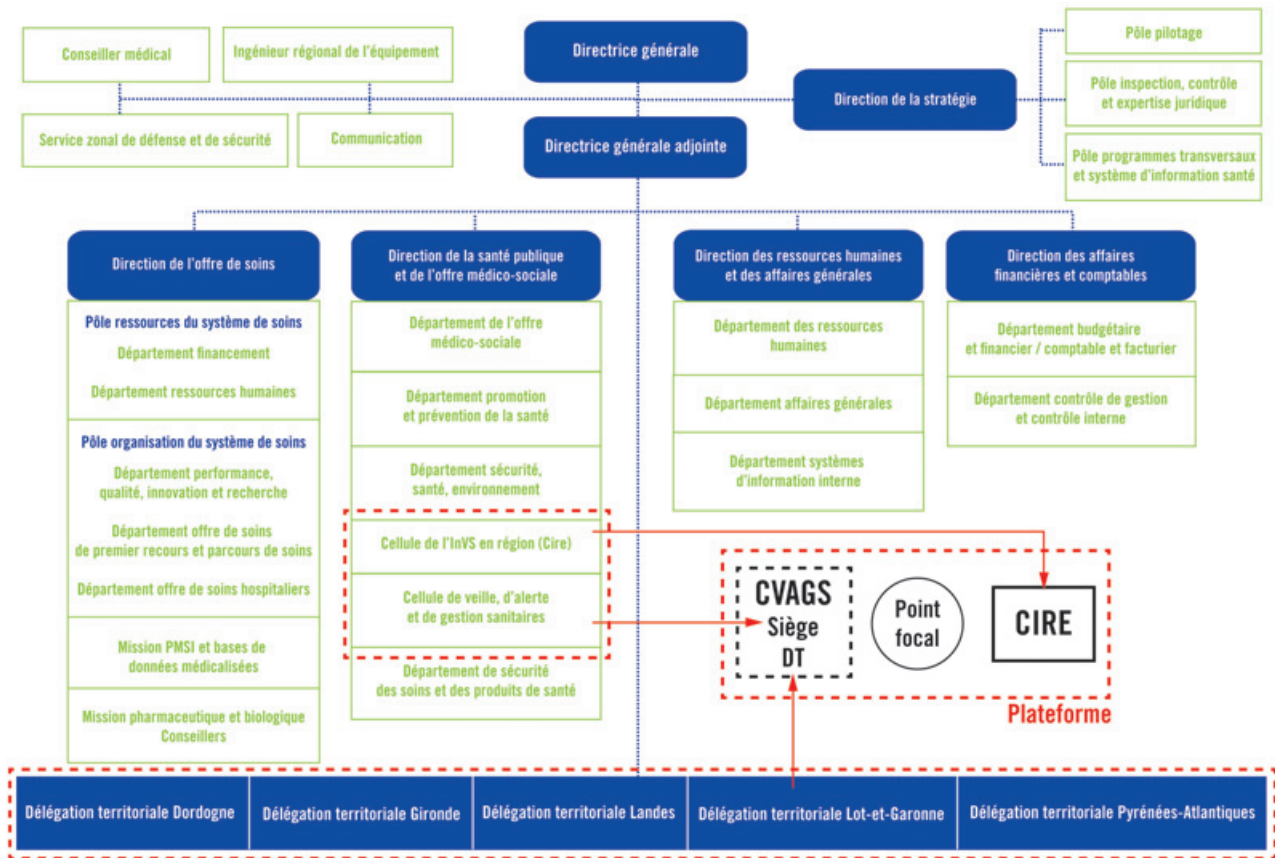 Conseiller médical
Ingénieur régional de l'équipement
Directrice générale
Pôle pilotage
Direction de la stratégie
Pôle inspection, contrôle
et expertise juridique
Service zonal de défense et de sécurité
Communication
Directrice générale adjointe
Pôle programmes transversaux
et système d'information santé
Direction de l'offre de soins
Pôle ressources du système de soins
Département financement
Département ressources humaines
Pôle organisation du système de soins
Département performance,
qualité, innovation et recherche
Département offre de soins
de premier recours et parcours de soins
Département offre de soins hospitaliers
Mission PMSI et bases de
données médicalisées
Mission pharmaceutique et biologique
Conseillers
Direction de la santé publique
et de l'offre médico-sociale
Département de l'offre
médico-sociale
Département promotion
et prévention de la santé
Département sécurité,
santé, environnement
Cellule de l'InVS en région (Cire)
Cellule de veille, d'alerte
et de gestion sanitaires
Département de sécurité
des soins et des produits de santé
Direction des ressources humaines
et des affaires générales
Département des ressources
humaines
Département affaires générales
Département systèmes
d'information interne
Direction des affaires
financières et comptables
Département budgétaire
et financier / comptable et facturier
Département contrôle de gestion
et contrôle interne
CVAGS
Siège
DT
Point
focal
CIRE
Plateforme
Délégation territoriale Dordogne
Délégation territoriale Gironde
Délégation territoriale Landes
Délégation territoriale Lot-et-Garonne
Délégation territoriale Pyrénées-Atlantiques